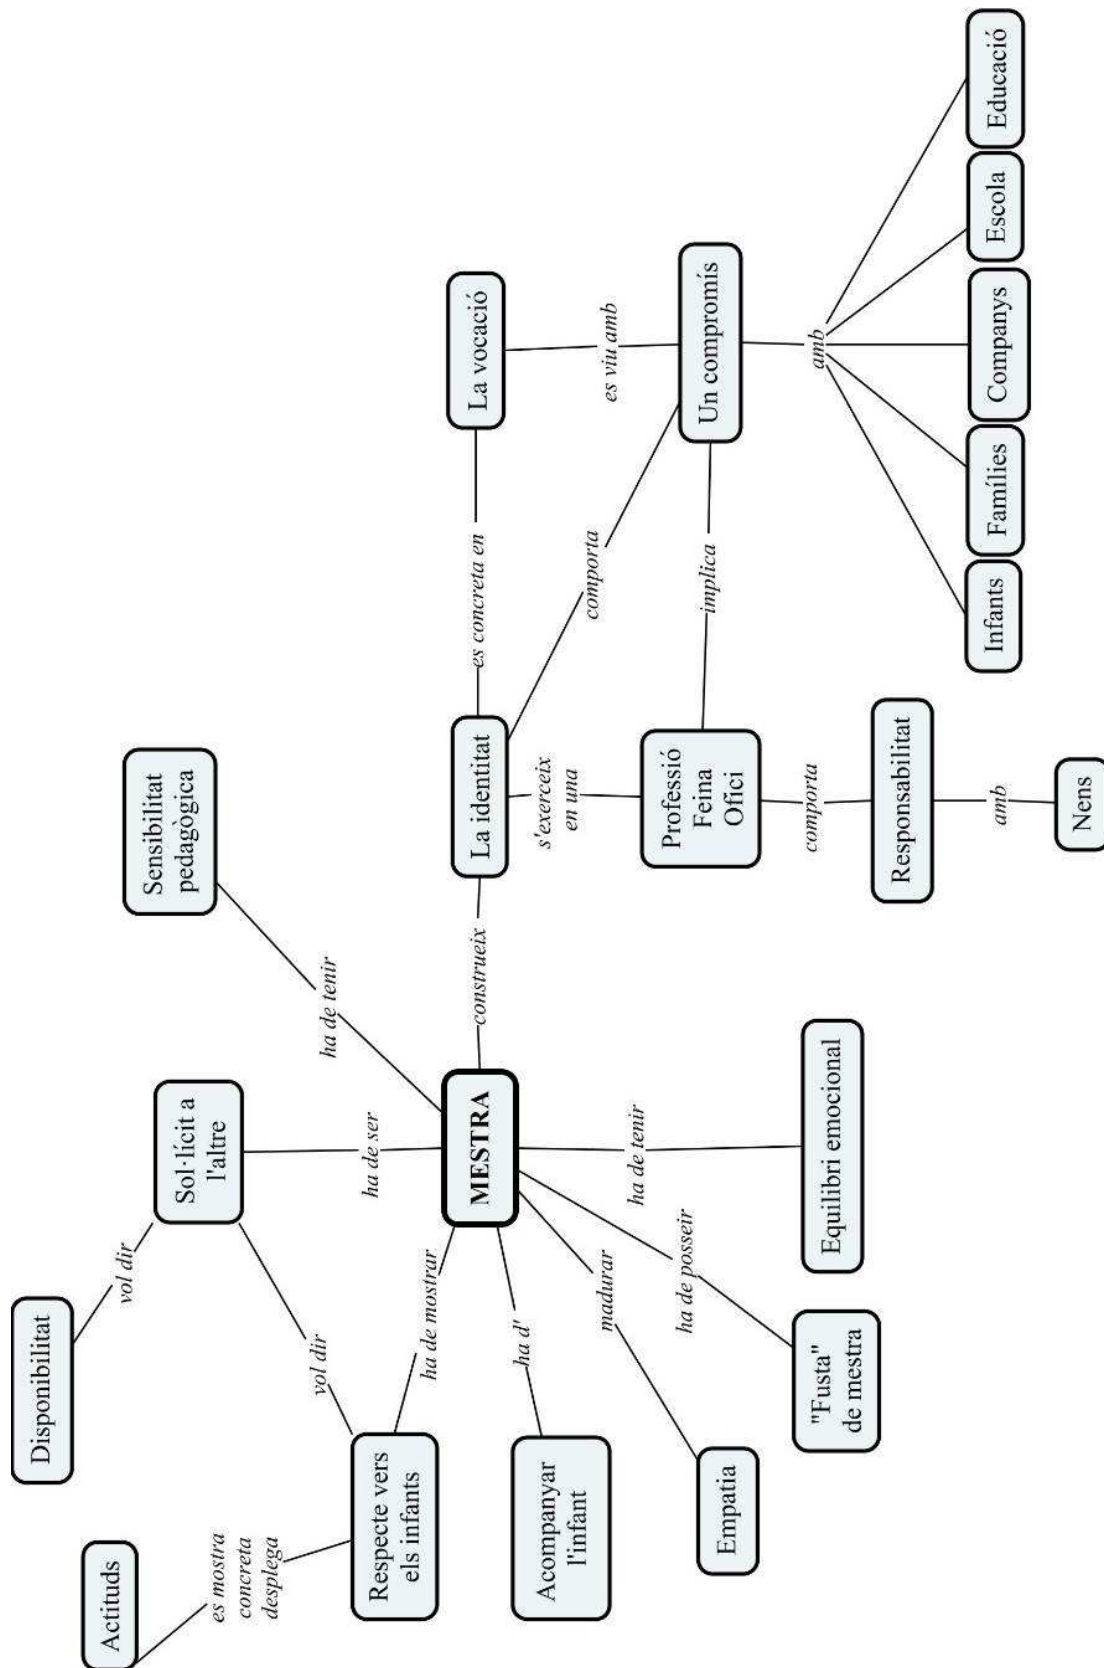 Actituds
es mostra
concreta
desplega
Disponibilitat
vol dir
Sol·lícit a
l'altre
vol dir
Respecte vers
els infants
ha de mostrar
ha de ser
Sensibilitat
pedagògica
ha de tenir
Acompanyar
l'infant
ha d'
MESTRA
construeix
La identitat
es concreta en
La vocació
Empatia
madurar
"Fusta"
de mestra
ha de posseir
Equilibri emocional
ha de tenir
s'exerceix
en una
comporta
es viu amb
Professió
Feina
Ofici
implica
Un compromís
comporta
Responsabilitat
amb
Nens
amb
Infants
Famílies
Companys
Escola
Educació